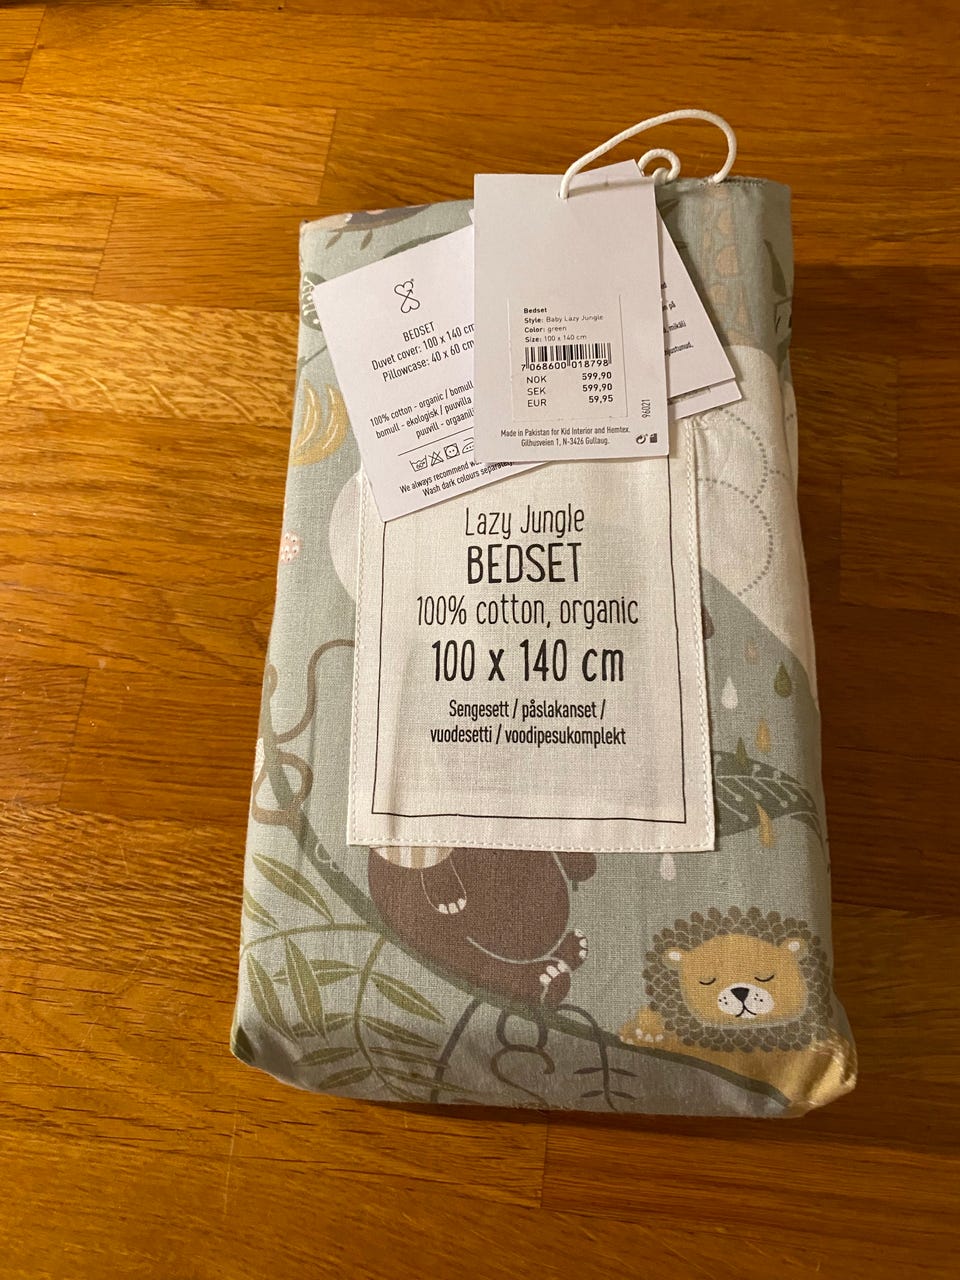 Bedset
Style: Baby Lazy Jungle
Color: green
Size: 100 x 140 cm
7 068600 018798
NOK 599,90
SEK 599,90
EUR 59,95
96021
Made in Pakistan for Kid Interior and Hemtex.
Gilhusveien 1, N-3426 Gullaug.
BEDSET
Duvet cover: 100 x 140 cm
Pillowcase: 40 x 60 cm
100% cotton - organic / bomull
bomull - ekologisk / puuvilla
puuvill -
60°
We always recommend
Wash dark colours separately
på
Lazy Jungle
BEDSET
100% cotton, organic
100 x 140 cm
Sengesett / påslakanset /
vuodesetti / voodipesukomplekt